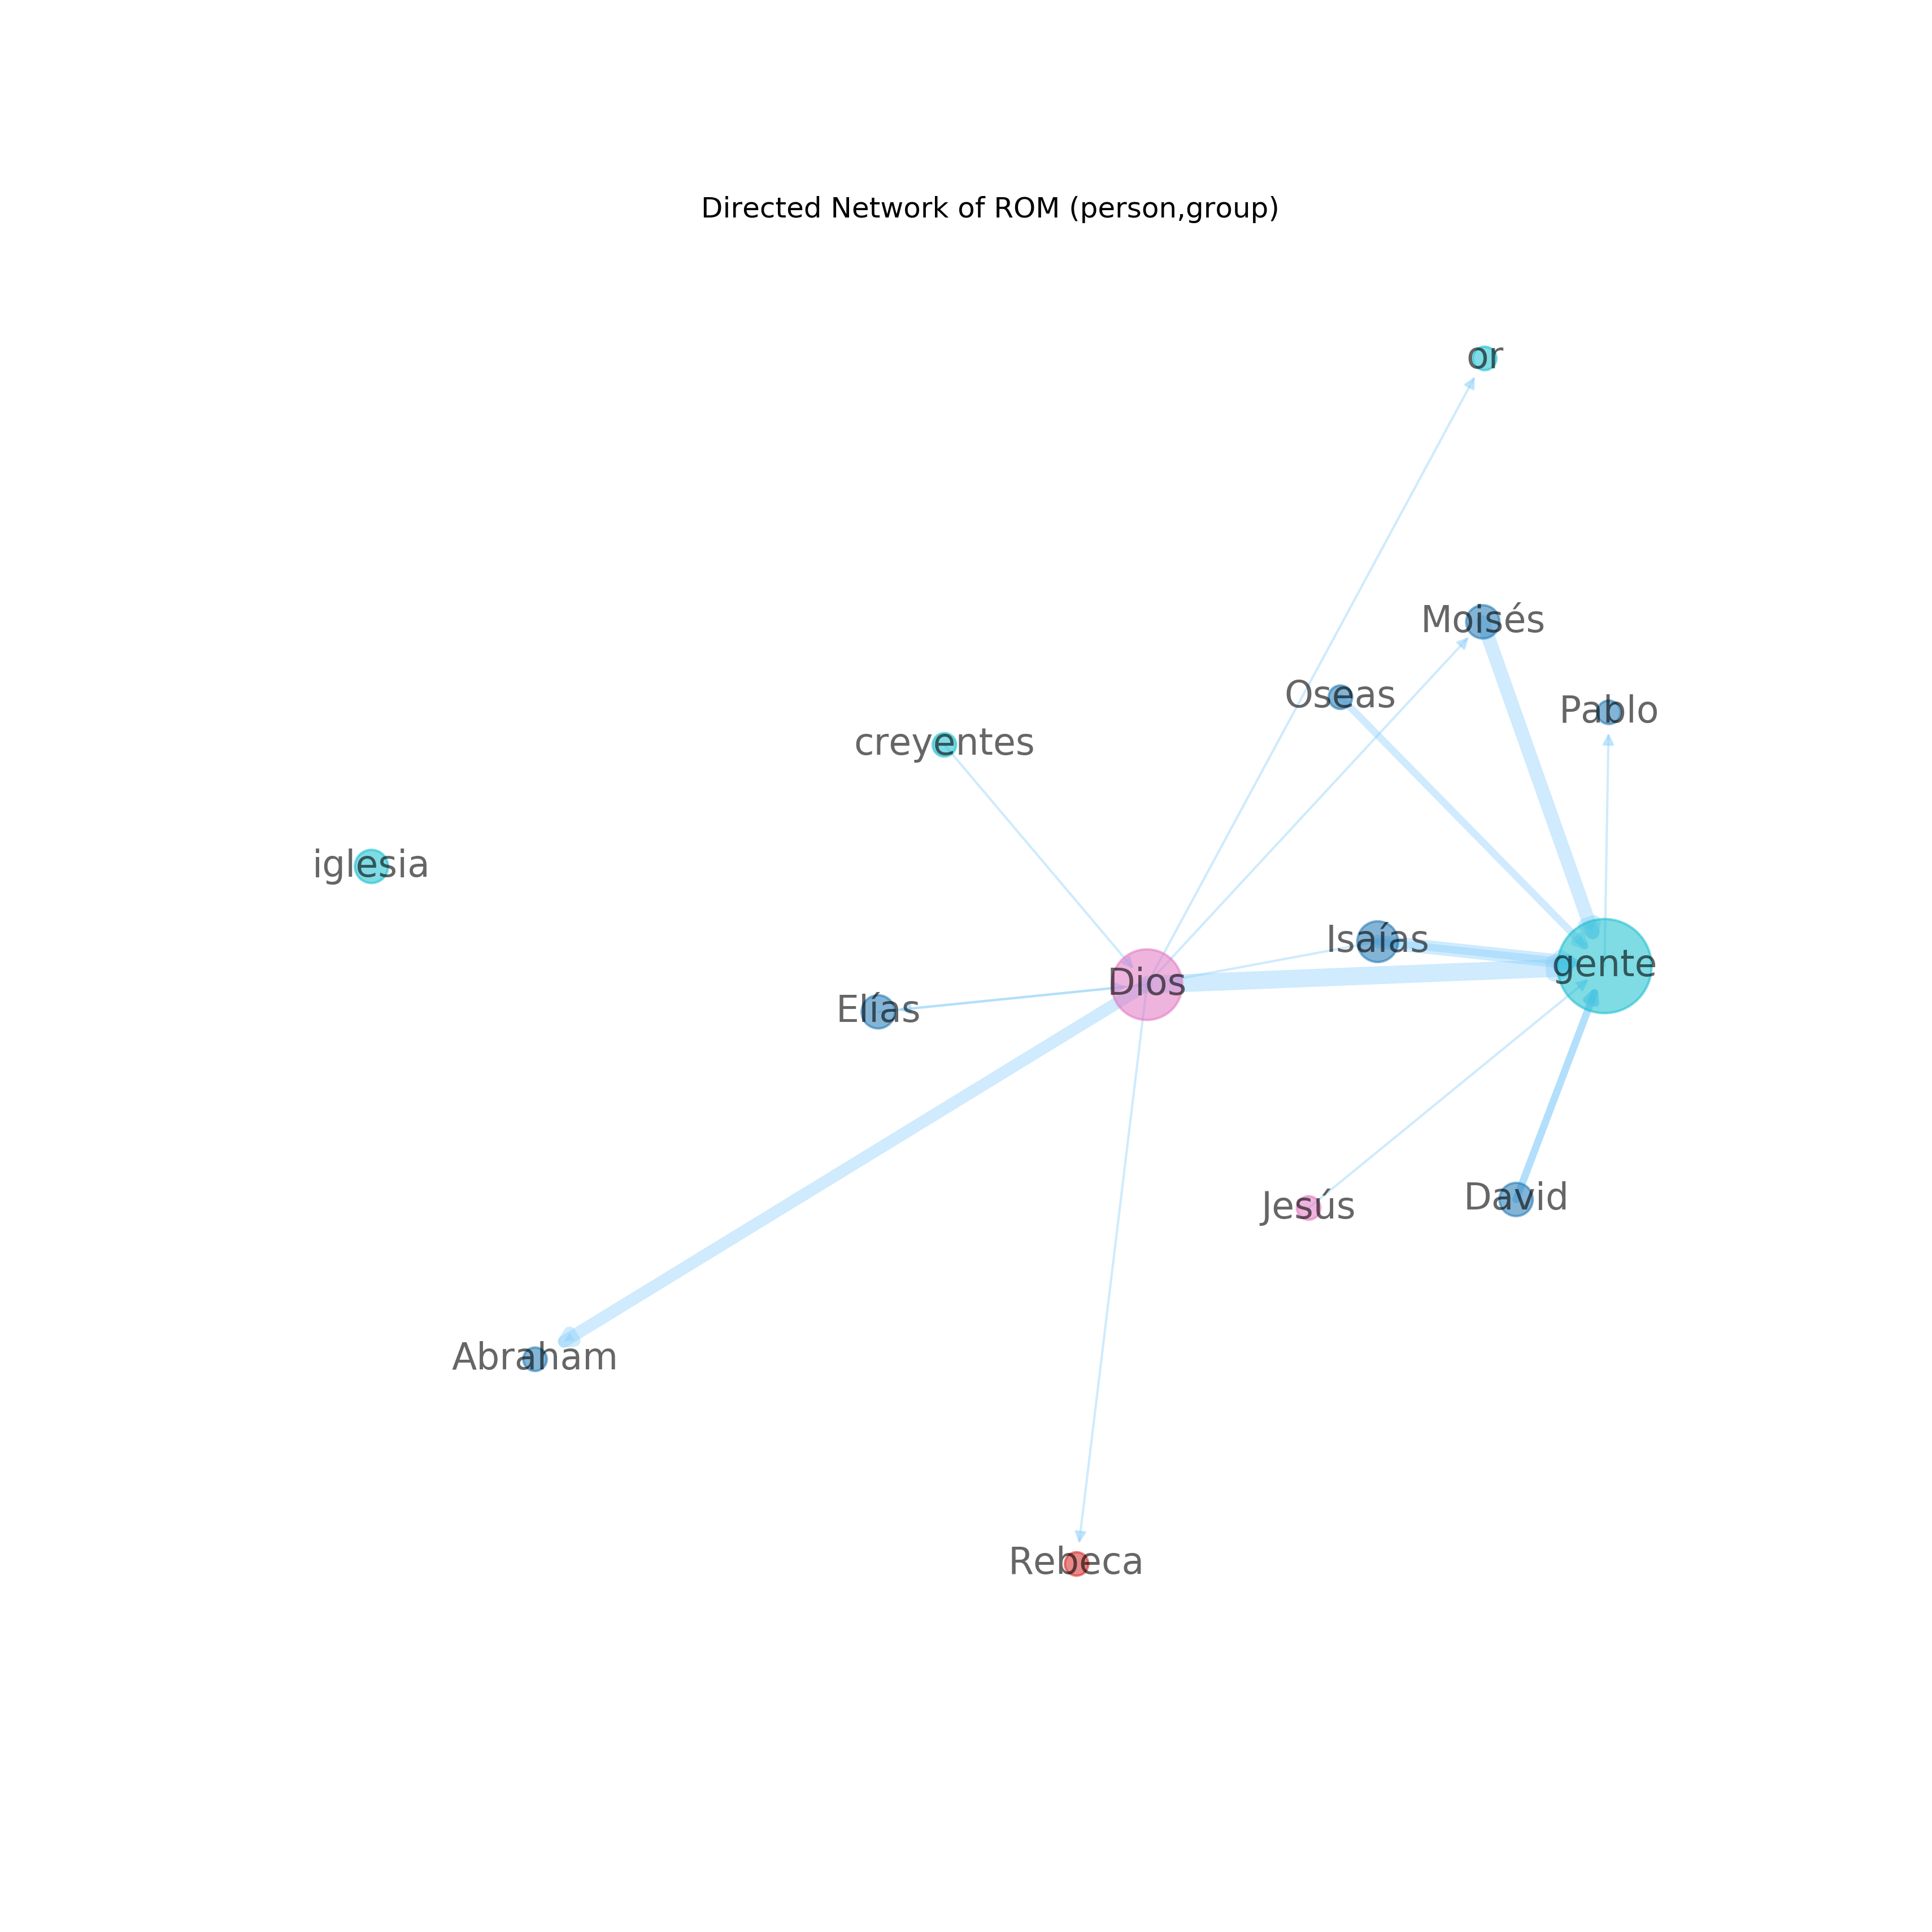 Directed Network of ROM (person,group)
or
Moisés
Oseas
Pablo
creyentes
iglesia
Isaías
gente
Dios
Elías
David
Jesús
Abraham
Rebeca